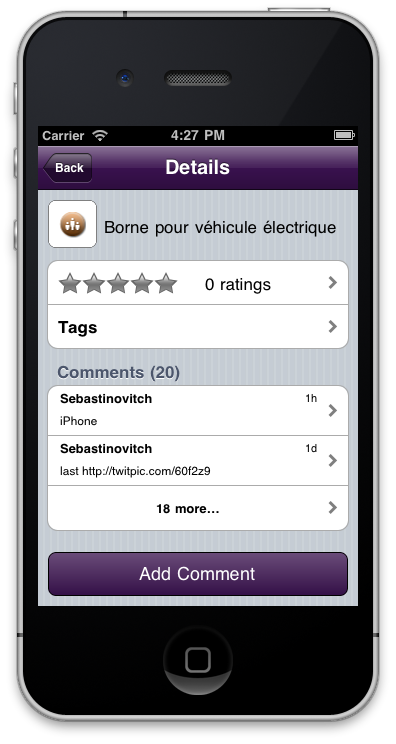 Carrier 4:27 PM
Back Details
Borne pour véhicule électrique
0 ratings
Tags
Comments (20)
Sebastinovitch 1h
iPhone
Sebastinovitch 1d
last http://twitpic.com/60f2z9
18 more...
Add Comment